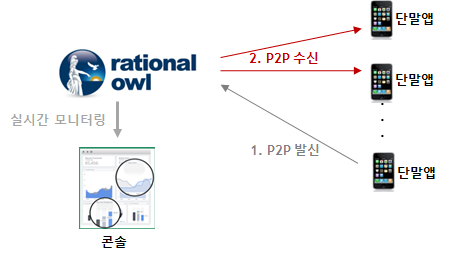 단말앱
2. P2P 수신
rational
owl
단말앱
실시간 모니터링
1. P2P 발신
단말앱
콘솔